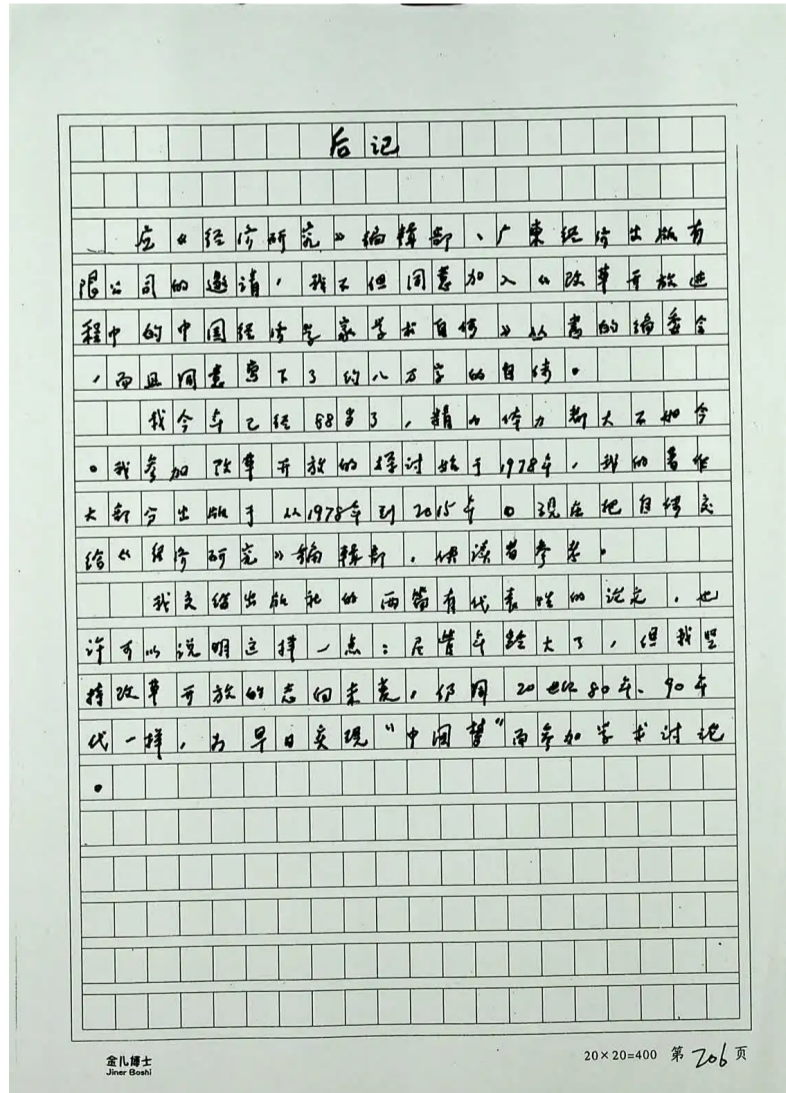 后记
应《经济研究》编辑部、广东经济出版有
限公司的邀请，我不但同意加入《改革开放进
程中的中国经济学家学术自传》丛书的编委会
，而且同意写下了约八万字的自传。
我今年已经88岁了，精力体力都大不如今
。我参加改革开放的探讨始于1978年，我的著作
大部分出版于从1978年到2015年。现在把自传交
给《经济研究》编辑部，供读者参考。
我交给出版社的两篇有代表性的论文，也
许可以说明这样一点：尽管年龄大了，但我坚
持改革开放的志向未变，仍同20世纪80年、90年
代一样，为早日实现“中国梦”而参加学术讨论
。
金儿博士
Jiner Boshi
20×20=400 第206页